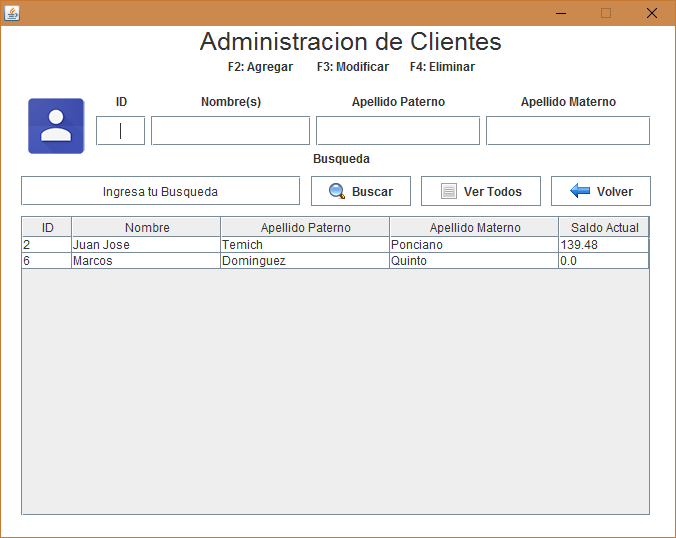 Administracion de Clientes
F2: Agregar F3: Modificar F4: Eliminar
ID Nombre(s) Apellido Paterno Apellido Materno
Busqueda
Ingresa tu Busqueda Buscar Ver Todos Volver
ID Nombre Apellido Paterno Apellido Materno Saldo Actual
2 Juan Jose Temich Ponciano 139.48
6 Marcos Dominguez Quinto 0.0